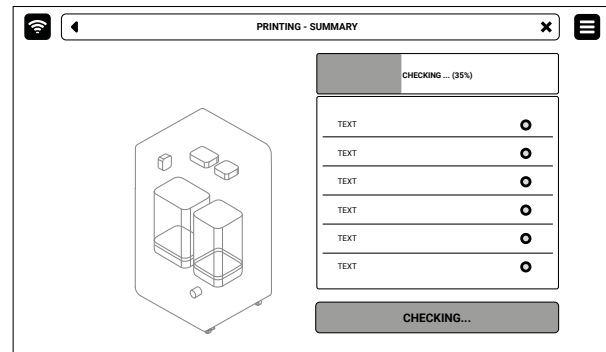 PRINTING - SUMMARY
CHECKING ... (35%)
TEXT
TEXT
TEXT
TEXT
TEXT
TEXT
CHECKING...